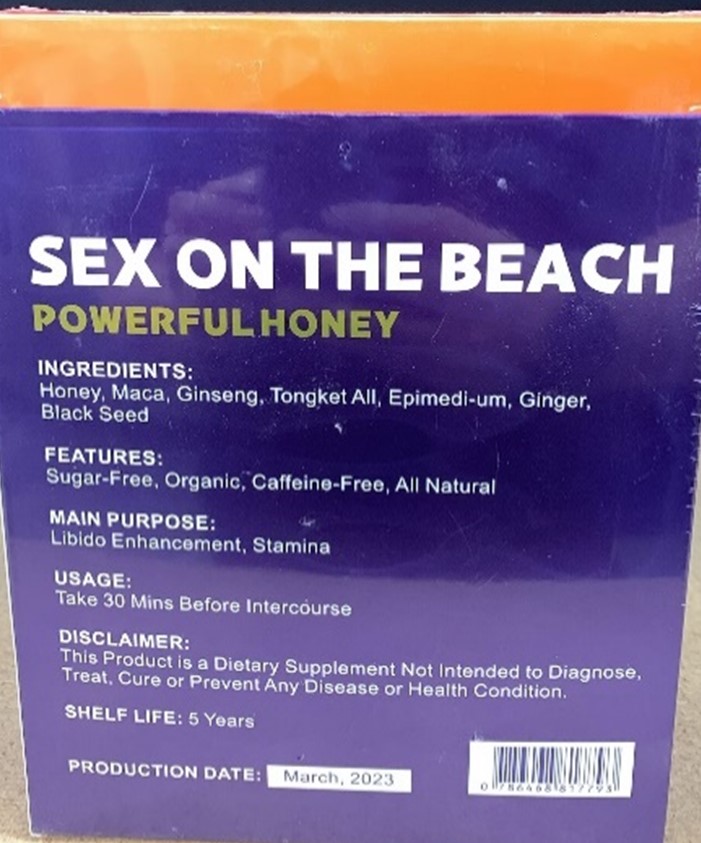 SEX ON THE BEACH
POWERFUL HONEY
INGREDIENTS:
Honey, Maca, Ginseng, Tongket All, Epimedi-um, Ginger,
Black Seed
FEATURES:
Sugar-Free, Organic, Caffeine-Free, All Natural
MAIN PURPOSE:
Libido Enhancement, Stamina
USAGE:
Take 30 Mins Before Intercourse
DISCLAIMER:
This Product is a Dietary Supplement Not Intended to Diagnose,
Treat, Cure or Prevent Any Disease or Health Condition.
SHELF LIFE: 5 Years
PRODUCTION DATE: March, 2023